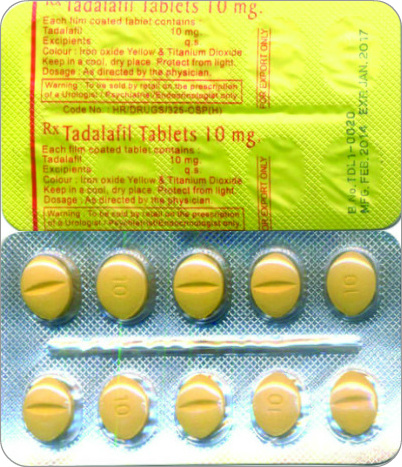 Rx Tadalafil Tablets 10 mg.
Each film coated tablet contains :
Tadalafil 10 mg.
Excipients q.s
Colour : Iron oxide Yellow & Titanium Dioxide
Keep in a cool, dry place. Protect from light.
Dosage : As directed by the physician.
Warning : To be sold by retail on the prescription
of a Urologist / Psychiatrist/Endocrinologist only.
FOR EXPORT ONLY
Code No : HR/DRUGS/325-OSP(H)
Rx Tadalafil Tablets 10 mg.
Each film coated tablet contains :
Tadalafil 10 mg.
Excipients q.s
Colour : Iron oxide Yellow & Titanium Dioxide
Keep in a cool, dry place. Protect from light.
Dosage : As directed by the physician.
Warning : To be sold by retail on the prescription
of a Urologist / Psychiatrist/Endocrinologist only.
FOR EXPORT ONLY
MFG.FEB.2014 EXP.JAN.2017
10
10
10
10